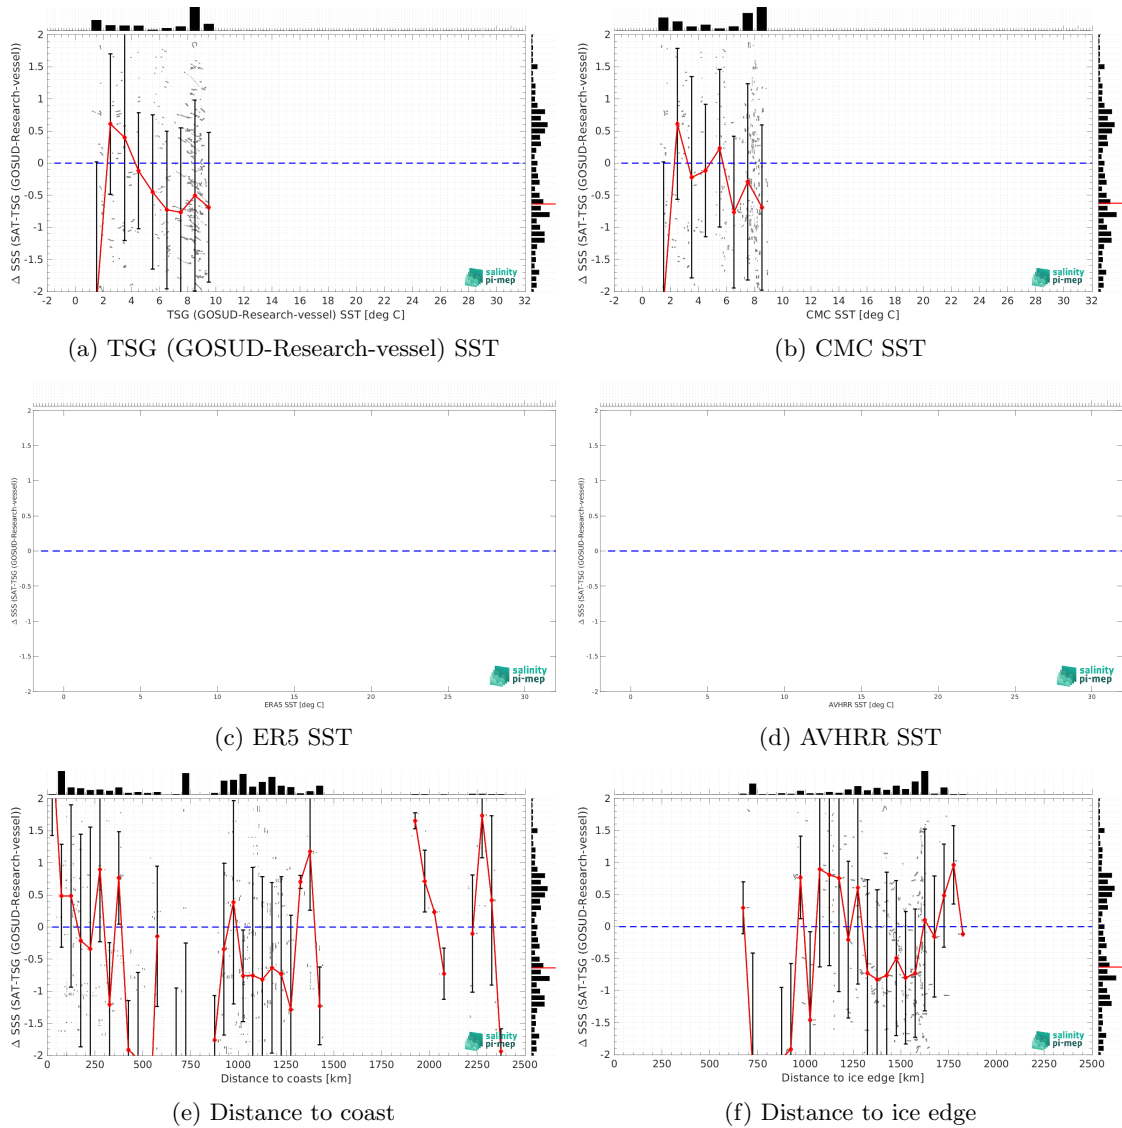 2
1.5
1
0.5
0
-0.5
-1
-1.5
-2
Δ SSS (SAT-TSG (GOSUD-Research-vessel))
salinity
pi-mep
-2 0 2 4 6 8 10 12 14 16 18 20 22 24 26 28 30 32
TSG (GOSUD-Research-vessel) SST [deg C]
(a) TSG (GOSUD-Research-vessel) SST
2
1.5
1
0.5
0
-0.5
-1
-1.5
-2
Δ SSS (SAT-TSG (GOSUD-Research-vessel))
salinity
pi-mep
-2 0 2 4 6 8 10 12 14 16 18 20 22 24 26 28 30 32
CMC SST [deg C]
(b) CMC SST
2
1.5
1
0.5
0
-0.5
-1
-1.5
-2
Δ SSS (SAT-TSG (GOSUD-Research-vessel))
salinity
pi-mep
0 5 10 15 20 25 30
ERA5 SST [deg C]
(c) ER5 SST
2
1.5
1
0.5
0
-0.5
-1
-1.5
-2
Δ SSS (SAT-TSG (GOSUD-Research-vessel))
salinity
pi-mep
0 5 10 15 20 25 30
AVHRR SST [deg C]
(d) AVHRR SST
2
1.5
1
0.5
0
-0.5
-1
-1.5
-2
Δ SSS (SAT-TSG (GOSUD-Research-vessel))
salinity
pi-mep
0 250 500 750 1000 1250 1500 1750 2000 2250 2500
Distance to coasts [km]
(e) Distance to coast
2
1.5
1
0.5
0
-0.5
-1
-1.5
-2
Δ SSS (SAT-TSG (GOSUD-Research-vessel))
salinity
pi-mep
0 250 500 750 1000 1250 1500 1750 2000 2250 2500
Distance to ice edge [km]
(f) Distance to ice edge